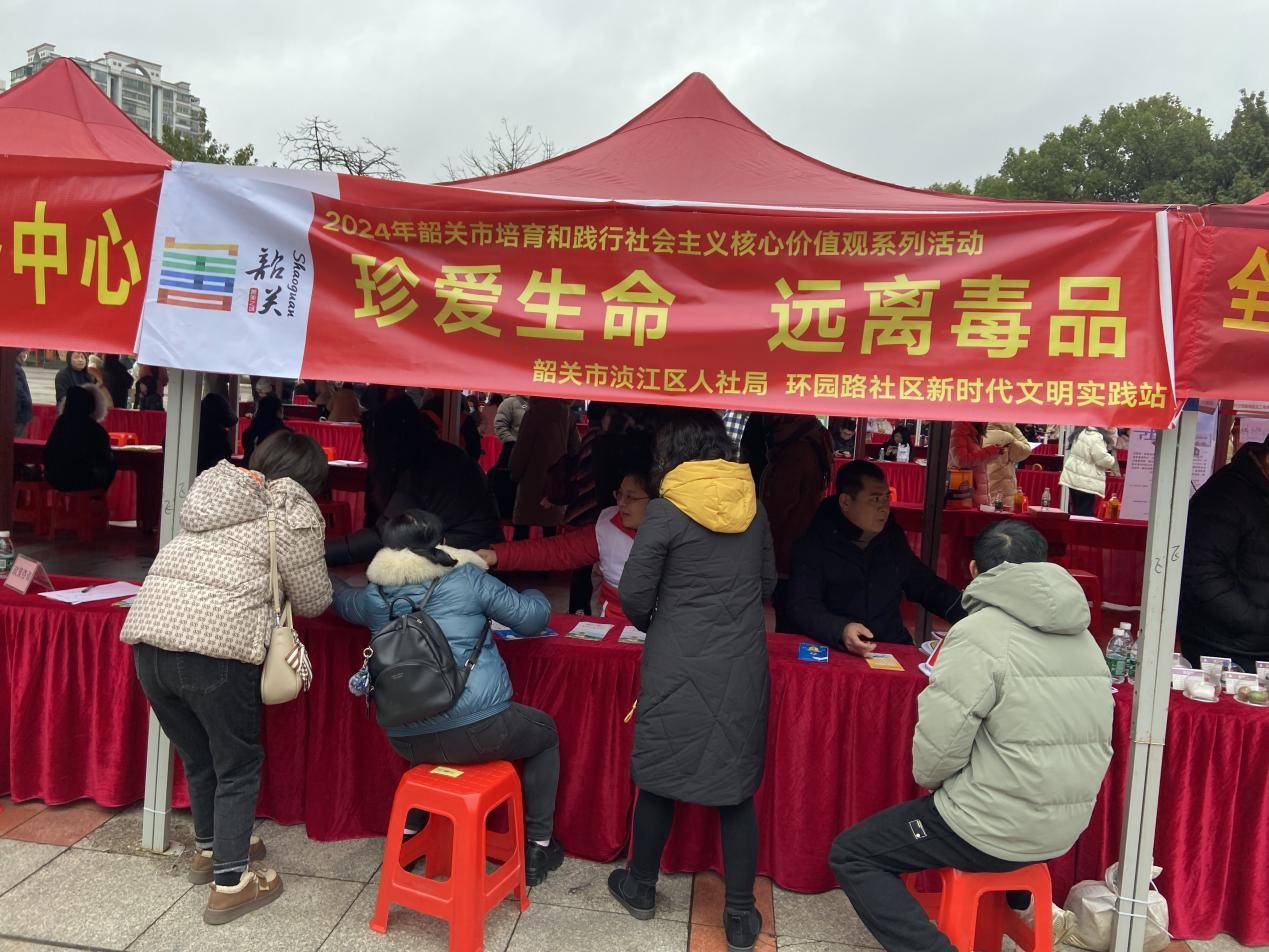 中心
韶关
Shaoguan
2024年韶关市培育和践行社会主义核心价值观系列活动
珍爱生命 远离毒品
韶关市浈江区人社局 环园路社区新时代文明实践站
全